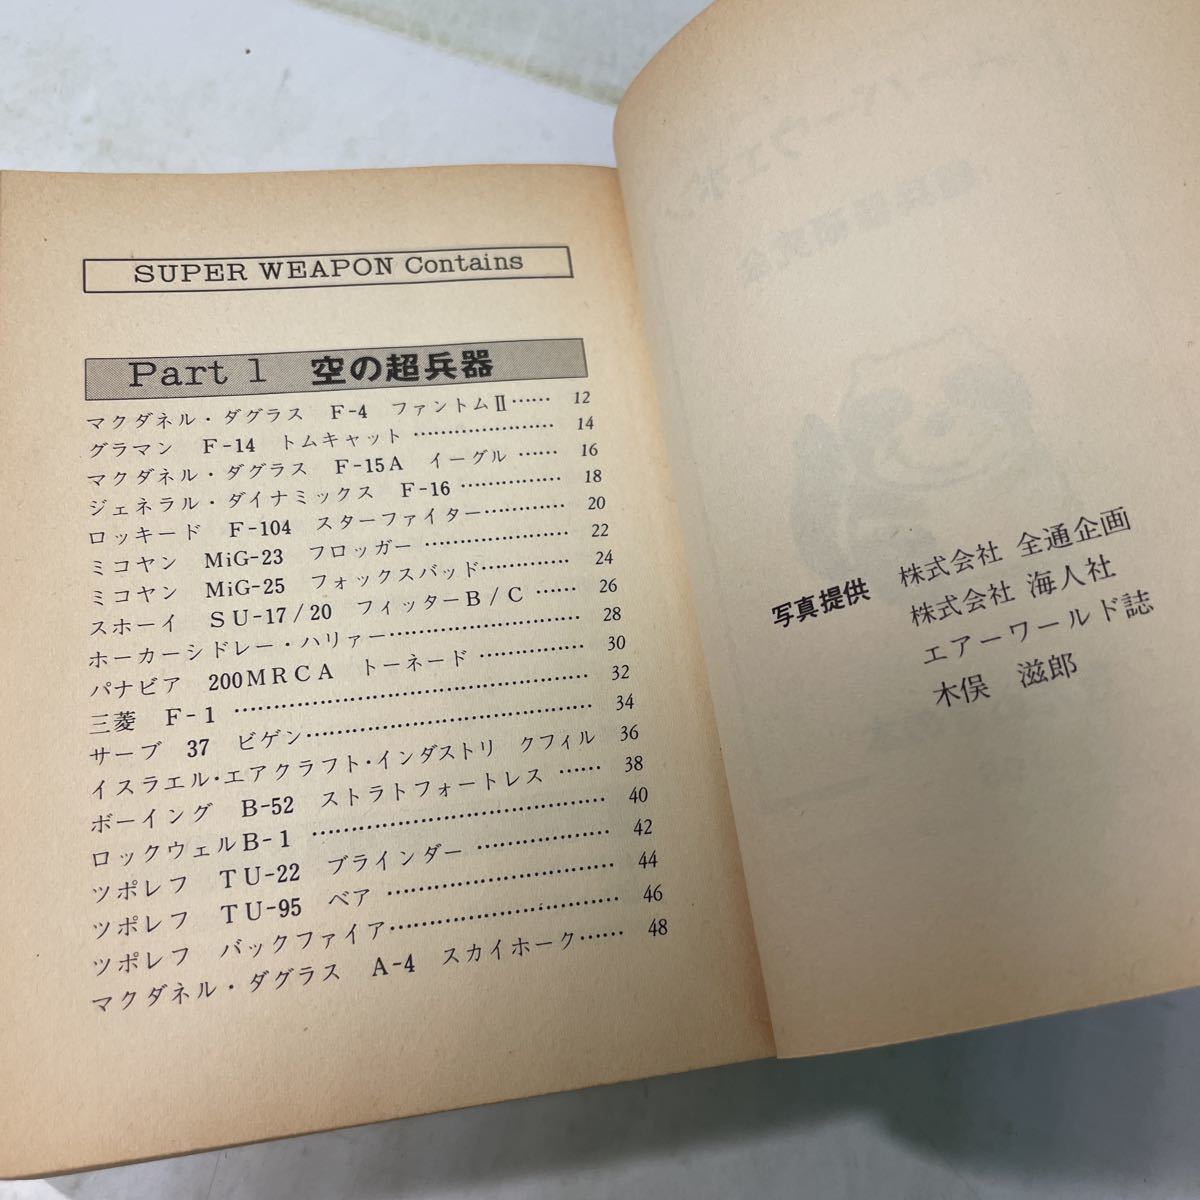 SUPER WEAPON Contains
Part 1 空の超兵器
マクダネル・ダグラス F-4 ファントムⅡ…… 12
グラマン F-14 トムキャット ………………… 14
マクダネル・ダグラス F-15A イーグル …… 16
ジェネラル・ダイナミックス F-16 …………… 18
ロッキード F-104 スターファイター………… 20
ミコヤン MiG-23 フロッガー ………………… 22
ミコヤン MiG-25 フォックスバッド………… 24
スホーイ SU-17/20 フィッターB/C …… 26
ホーカーシドレー・ハリァー………………… 28
パナビア 200MRCA トーネード …………… 30
三菱 F-1 ……………………………………… 32
サーブ 37 ビゲン……………………………… 34
イスラエル・エアクラフト・インダストリ クフィル 36
ボーイング B-52 ストラトフォートレス …… 38
ロックウェルB-1 ……………………………… 40
ツポレフ TU-22 ブラインダー ……………… 42
ツポレフ TU-95 ベア ………………………… 44
ツポレフ バックファイア……………………… 46
マクダネル・ダグラス A-4 スカイホーク…… 48
写真提供 株式会社 全通企画
株式会社 海人社
エアーワールド誌
木俣 滋郎